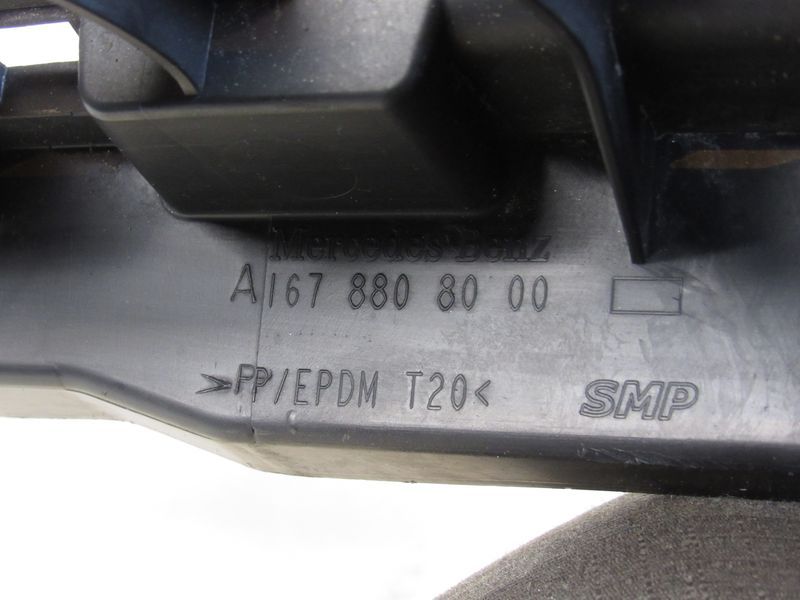 Mercedes Benz
A167 880 80 00
>PP/EPDM T20<
SMP